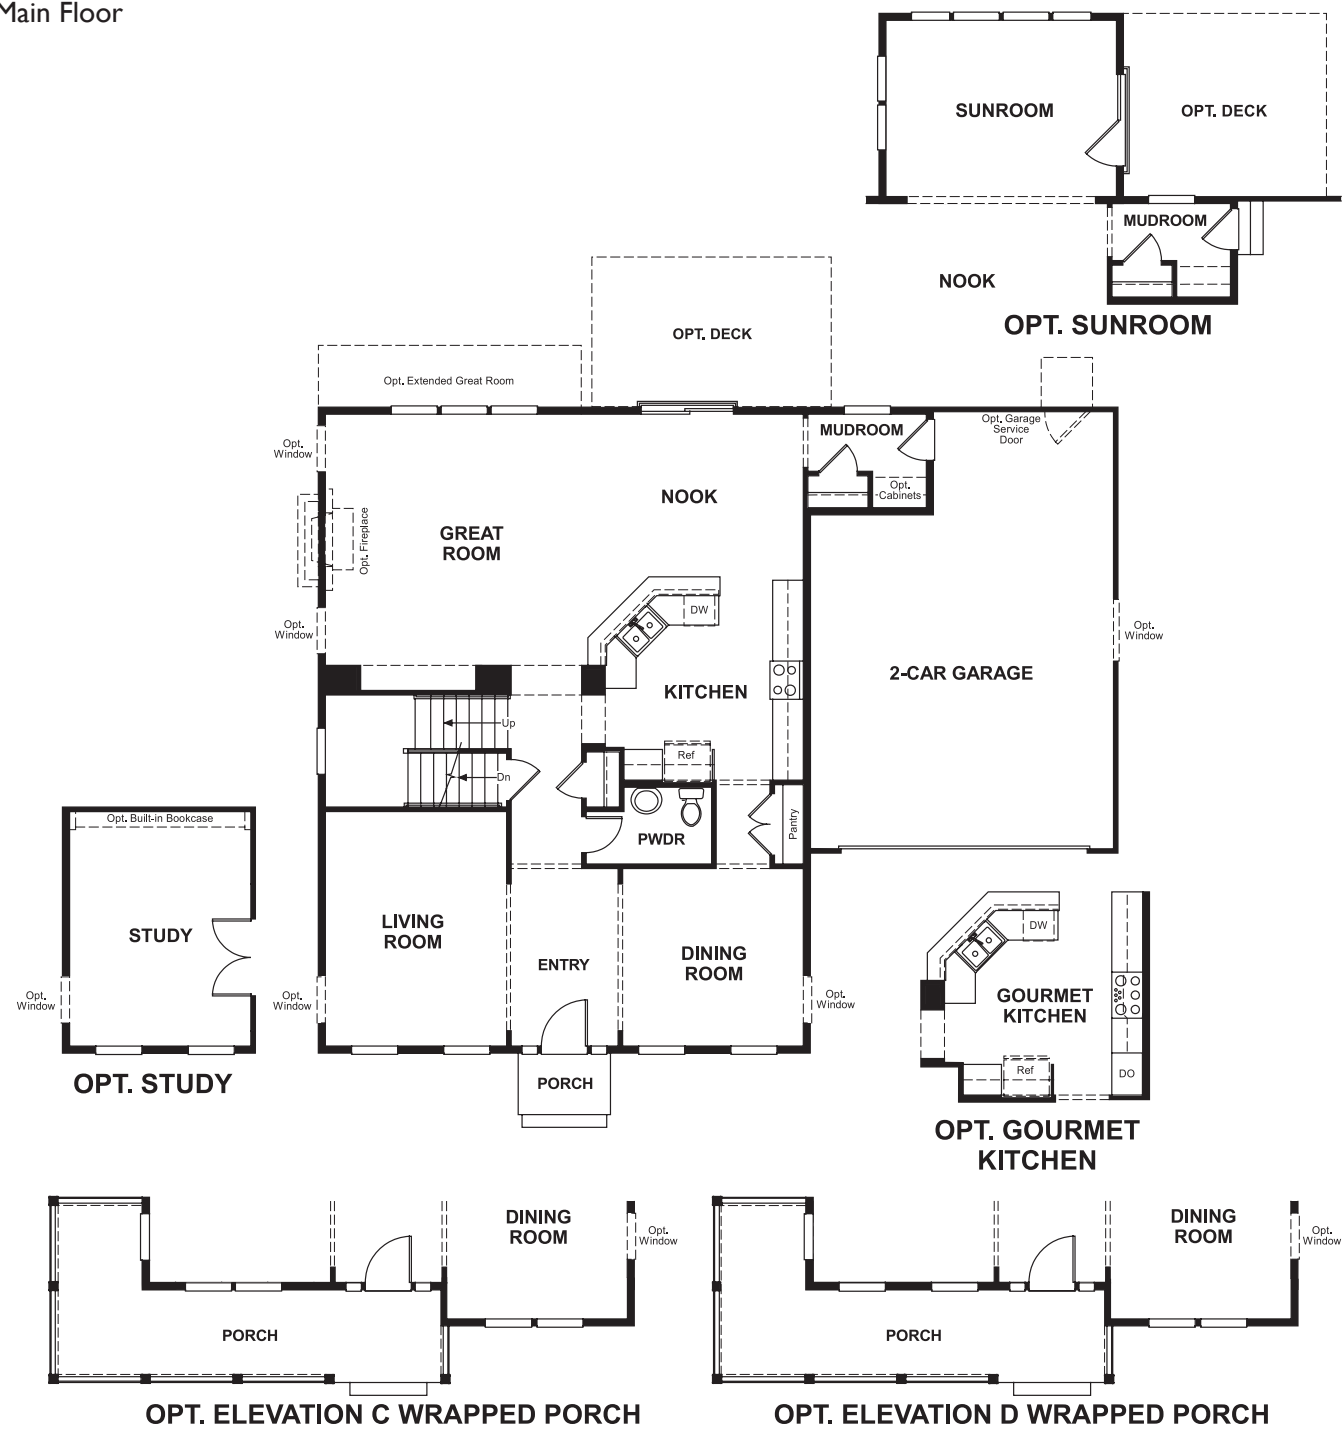 Main Floor
SUNROOM
OPT. DECK
MUDROOM
NOOK
OPT. SUNROOM
OPT. DECK
Opt. Extended Great Room
Opt.
Window
MUDROOM
Opt. Garage
Service
Door
Opt.
Cabinets
NOOK
GREAT
ROOM
Opt. Fireplace
DW
Opt.
Window
Opt.
Window
2-CAR GARAGE
KITCHEN
Up
Ref
Dn
Opt. Built-in Bookcase
PWDR
Pantry
STUDY
LIVING
ROOM
ENTRY
DINING
ROOM
Opt.
Window
Opt.
Window
Opt.
Window
DW
GOURMET
KITCHEN
Ref
DO
OPT. STUDY
PORCH
OPT. GOURMET
KITCHEN
DINING
ROOM
Opt.
Window
PORCH
OPT. ELEVATION C WRAPPED PORCH
DINING
ROOM
Opt.
Window
PORCH
OPT. ELEVATION D WRAPPED PORCH